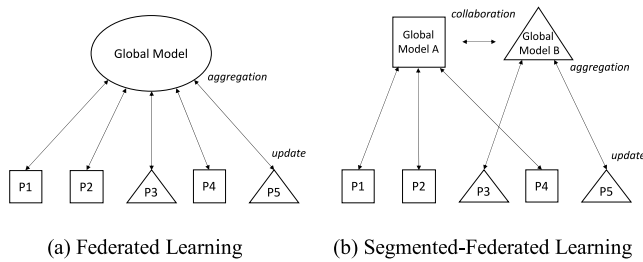 Global Model
aggregation
update
P1
P2
P3
P4
P5
(a) Federated Learning
collaboration
Global
Model A
Global
Model B
aggregation
update
P1
P2
P3
P4
P5
(b) Segmented-Federated Learning